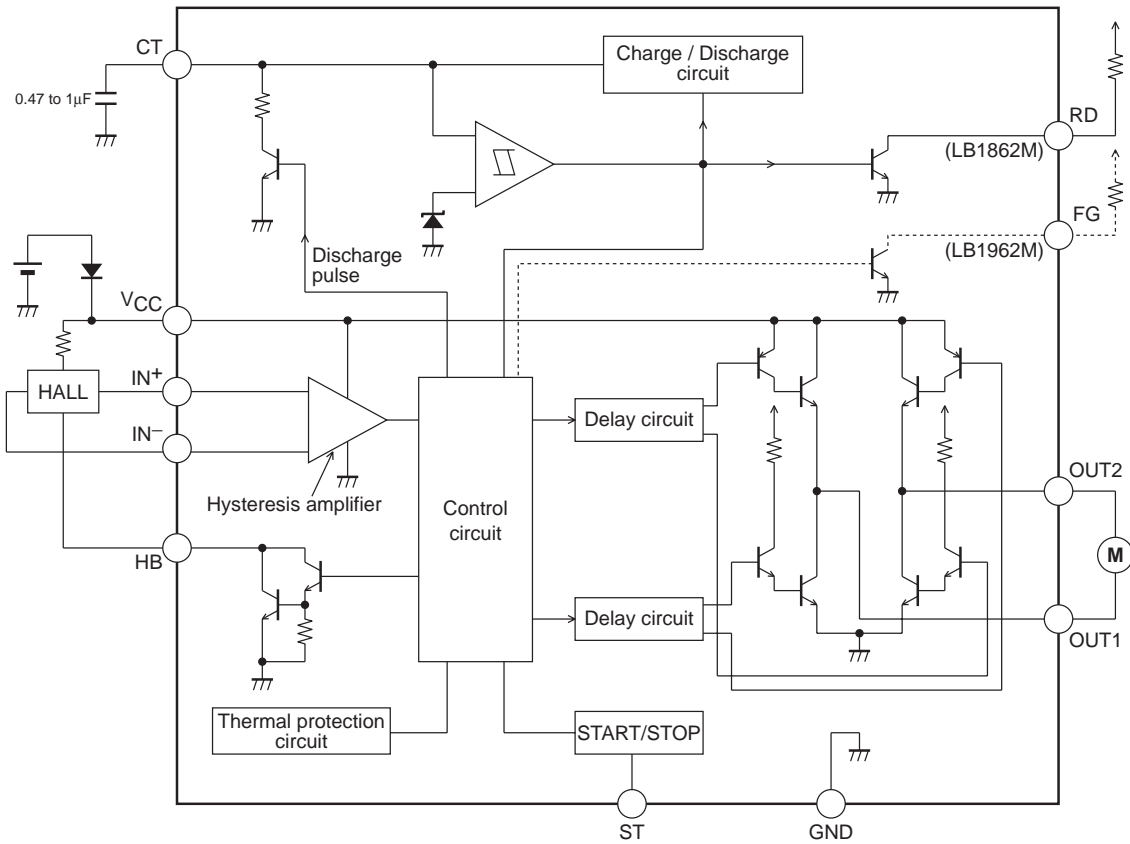 CT
Charge / Discharge
circuit
0.47 to 1μF
RD
(LB1862M)
FG
(LB1962M)
Discharge
pulse
VCC
IN+
HALL
Delay circuit
IN−
OUT2
Hysteresis amplifier
Control
circuit
HB
M
Delay circuit
OUT1
Thermal protection
circuit
START/STOP
ST
GND